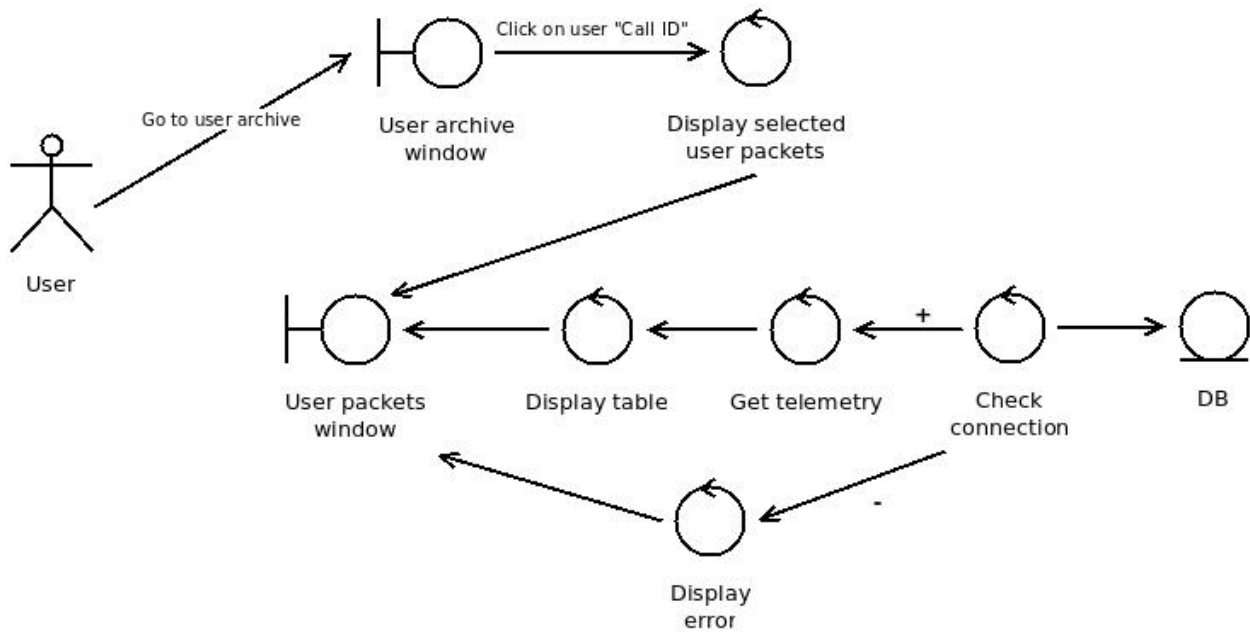 Click on user "Call ID"
Go to user archive
User archive
window
Display selected
user packets
User
+
User packets
window
Display table
Get telemetry
Check
connection
DB
-
Display
error